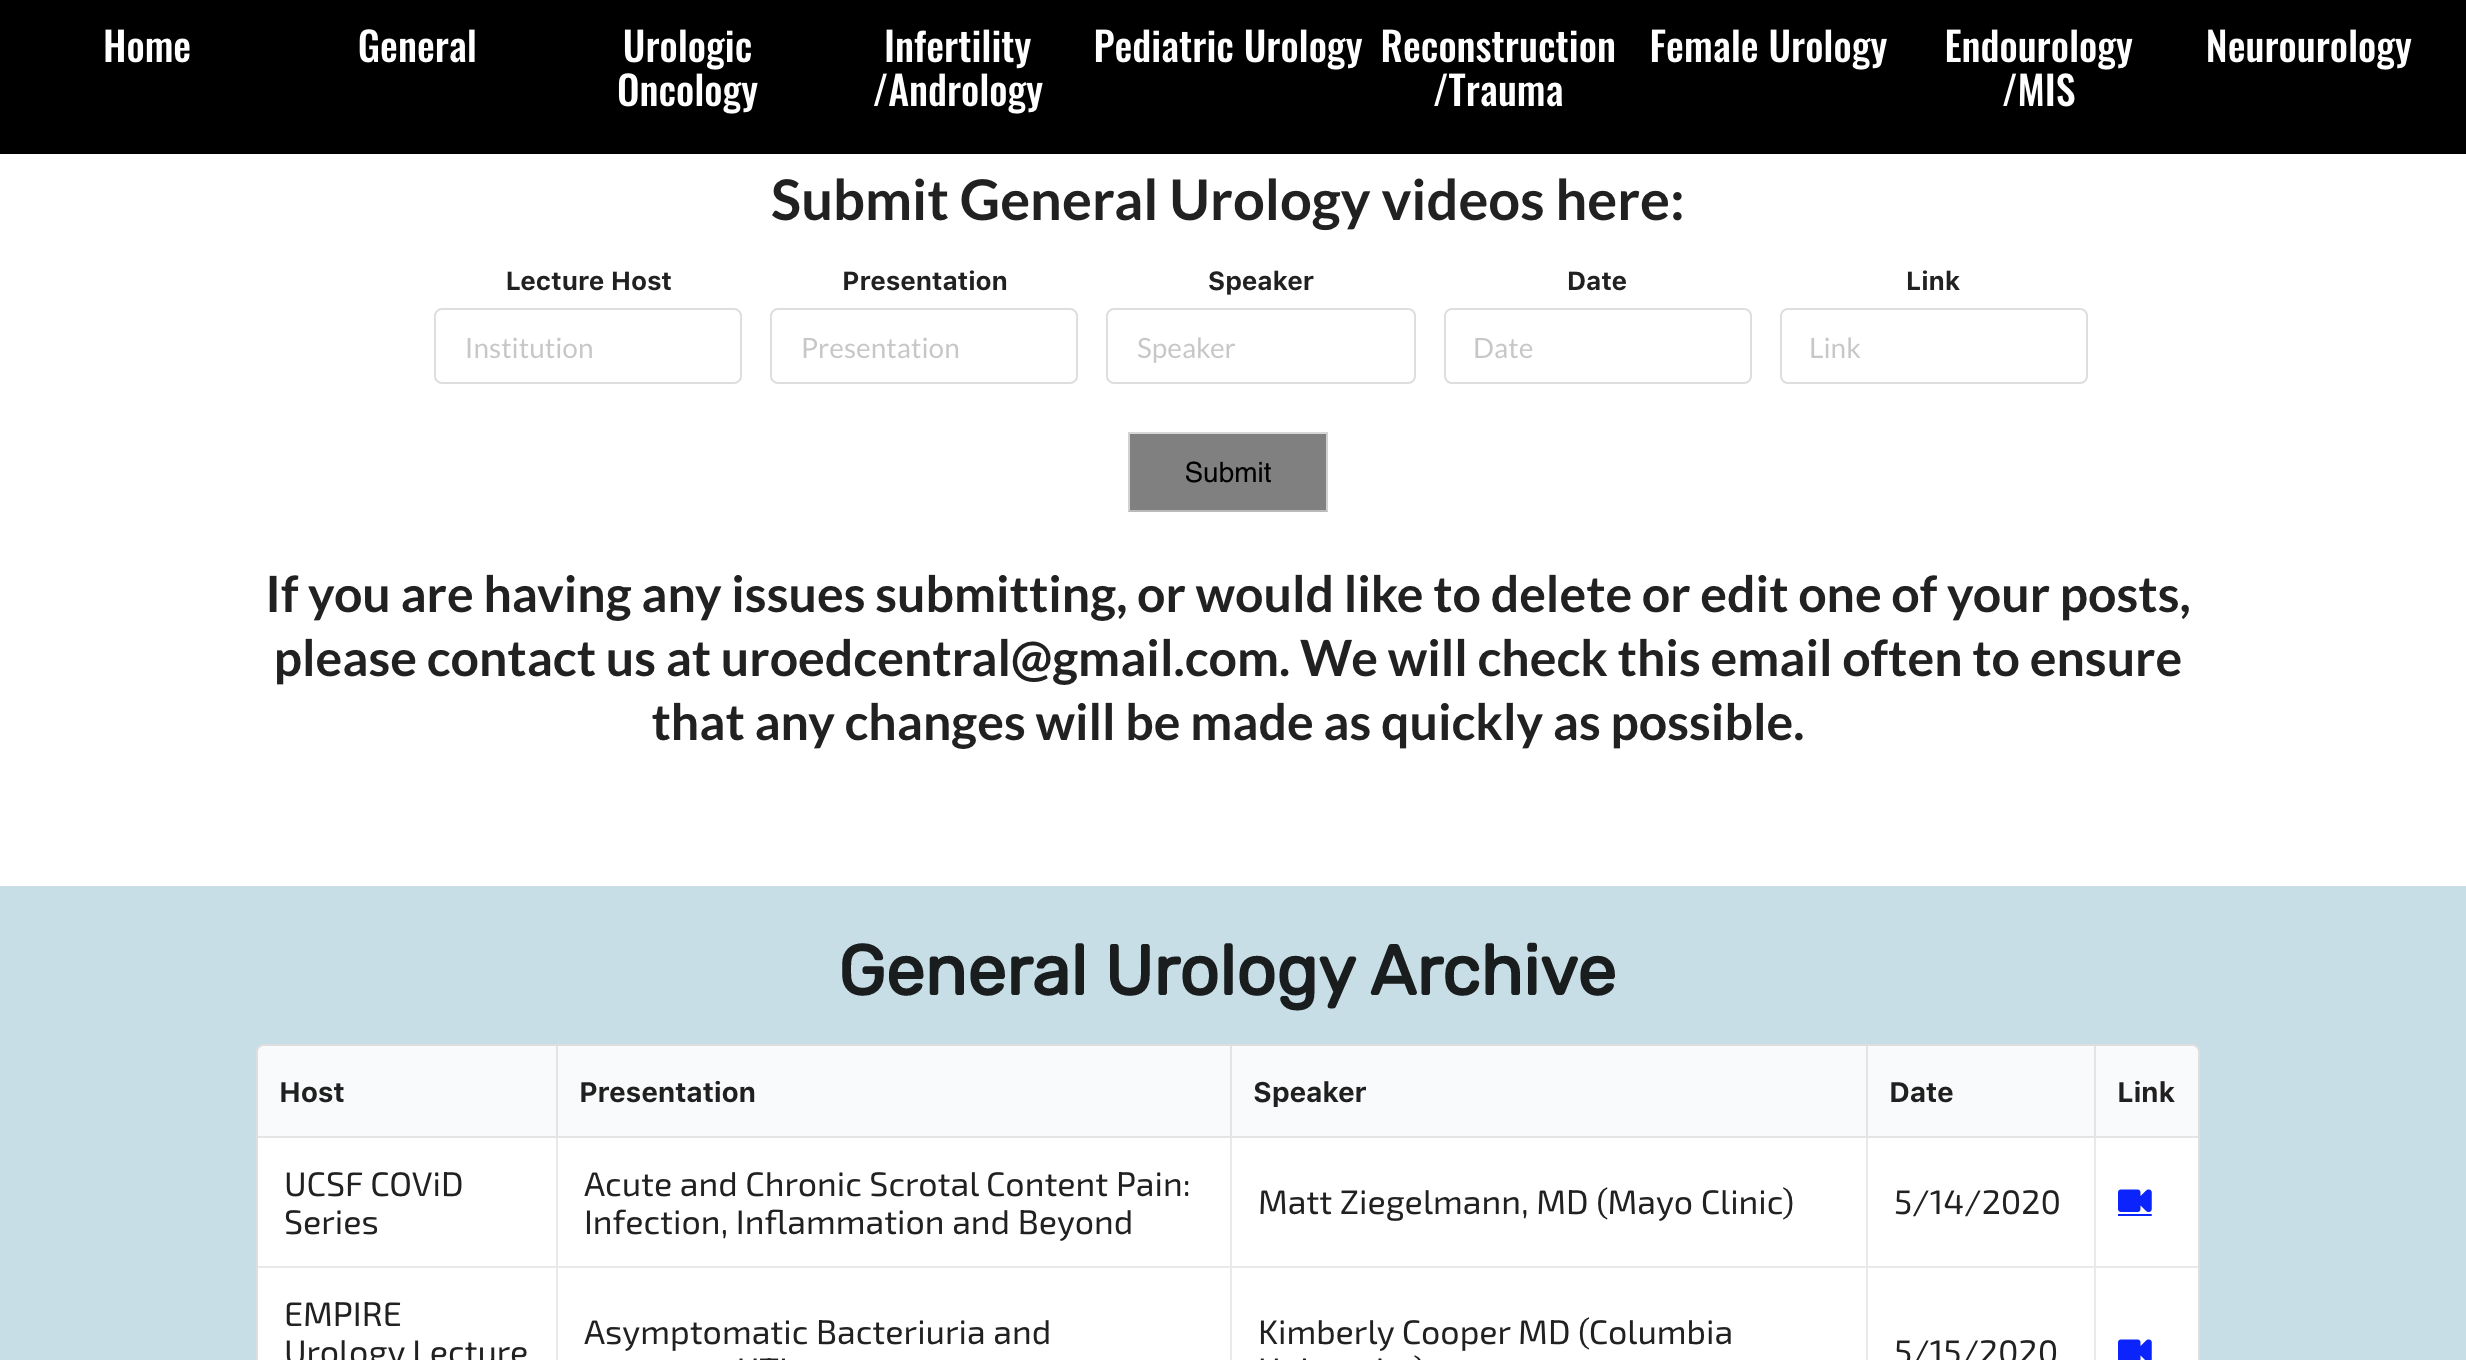 Home General Urologic Oncology Infertility /Andrology Pediatric Urology Reconstruction /Trauma Female Urology Endourology /MIS Neurourology
Submit General Urology videos here:
Lecture Host Presentation Speaker Date Link
Institution Presentation Speaker Date Link
Submit
If you are having any issues submitting, or would like to delete or edit one of your posts,
please contact us at uroedcentral@gmail.com. We will check this email often to ensure
that any changes will be made as quickly as possible.
General Urology Archive
Host Presentation Speaker Date Link
UCSF COViD
Series
Acute and Chronic Scrotal Content Pain:
Infection, Inflammation and Beyond
Matt Ziegelmann, MD (Mayo Clinic)
5/14/2020
EMPIRE
Urology Lecture
Asymptomatic Bacteriuria and
Kimberly Cooper MD (Columbia
5/15/2020